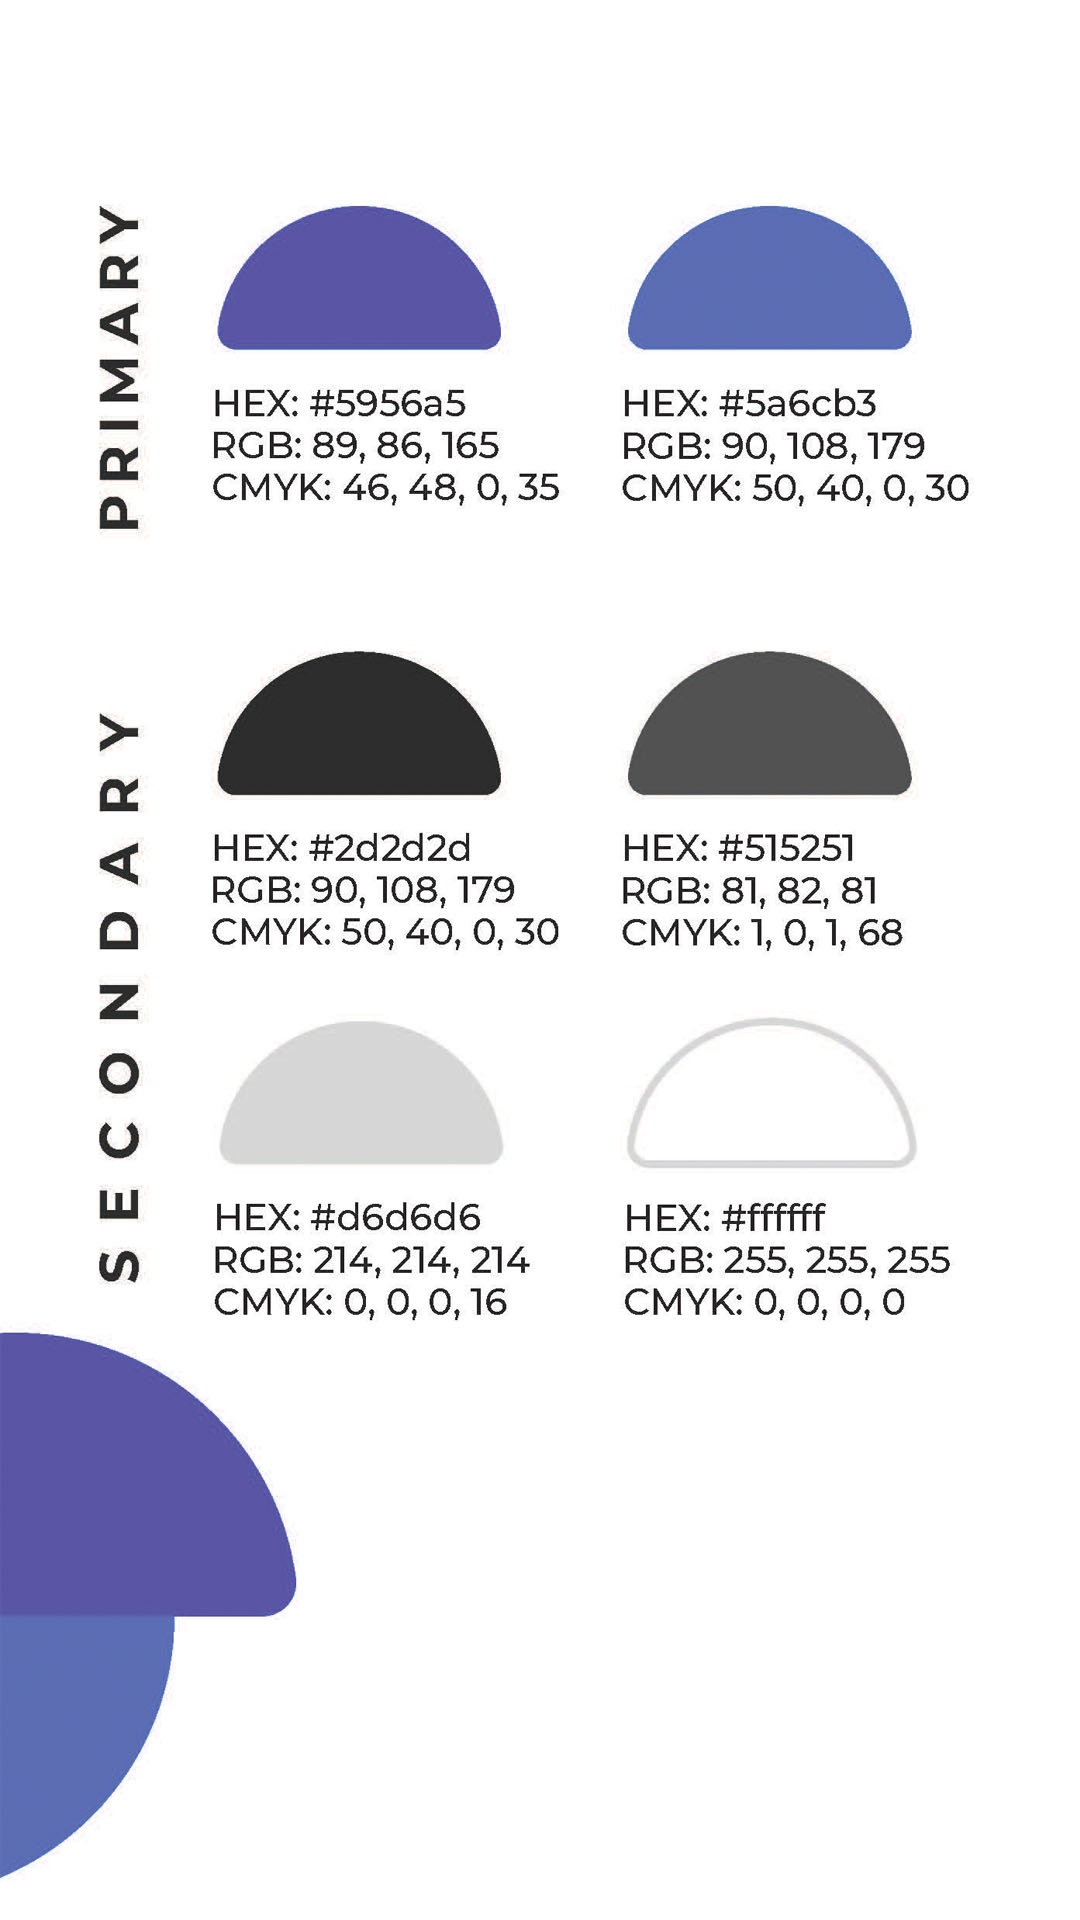 PRIMARY
HEX: #5956a5
RGB: 89, 86, 165
CMYK: 46, 48, 0, 35
HEX: #5a6cb3
RGB: 90, 108, 179
CMYK: 50, 40, 0, 30
SECONDARY
HEX: #2d2d2d
RGB: 90, 108, 179
CMYK: 50, 40, 0, 30
HEX: #515251
RGB: 81, 82, 81
CMYK: 1, 0, 1, 68
HEX: #d6d6d6
RGB: 214, 214, 214
CMYK: 0, 0, 0, 16
HEX: #ffffff
RGB: 255, 255, 255
CMYK: 0, 0, 0, 0